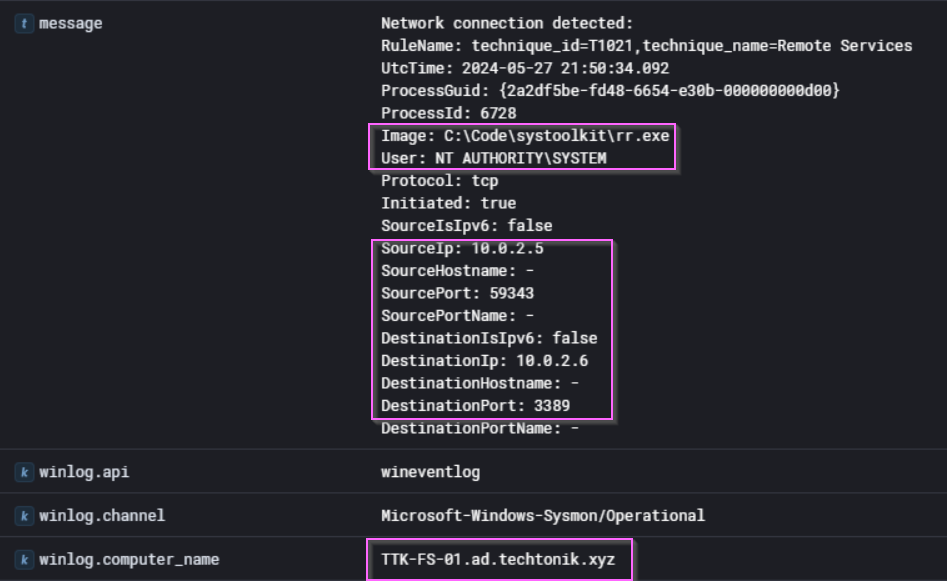 t message Network connection detected:
RuleName: technique_id=T1021,technique_name=Remote Services
UtcTime: 2024-05-27 21:50:34.092
ProcessGuid: {2a2df5be-fd48-6654-e30b-000000000d00}
ProcessId: 6728
Image: C:\Code\systoolkit\rr.exe
User: NT AUTHORITY\SYSTEM
Protocol: tcp
Initiated: true
SourceIsIpv6: false
SourceIp: 10.0.2.5
SourceHostname: -
SourcePort: 59343
SourcePortName: -
DestinationIsIpv6: false
DestinationIp: 10.0.2.6
DestinationHostname: -
DestinationPort: 3389
DestinationPortName: -
k winlog.api wineventlog
k winlog.channel Microsoft-Windows-Sysmon/Operational
k winlog.computer_name TTK-FS-01.ad.techtonik.xyz